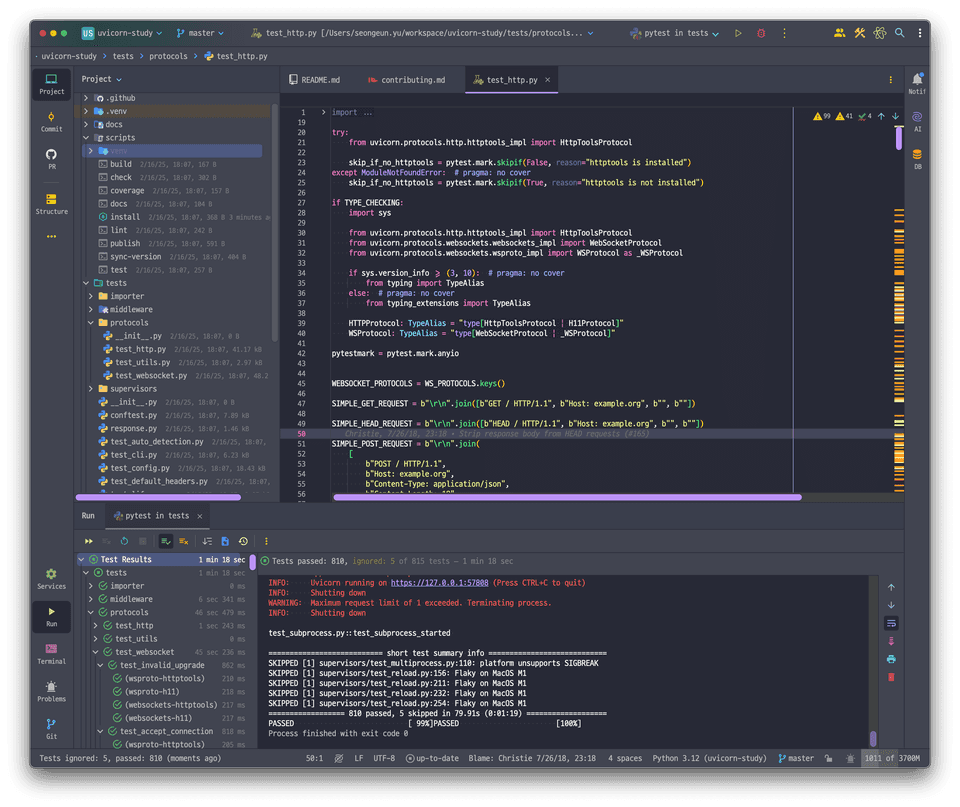 US uvicorn-study master test_http.py [/Users/seongeun.yu/workspace/uvicorn-study/tests/protocols... pytest in tests
uvicorn-study tests protocols test_http.py
Project
Commit
PR
Structure
Project
.github
.venv
docs
scripts
venv
build 2/16/25, 18:07, 167 B
check 2/16/25, 18:07, 302 B
coverage 2/16/25, 18:07, 157 B
docs 2/16/25, 18:07, 104 B
install 2/16/25, 18:07, 368 B 3 minutes
lint 2/16/25, 18:07, 242 B
publish 2/16/25, 18:07, 591 B
sync-version 2/16/25, 18:07, 404 B
test 2/16/25, 18:07, 257 B
tests
importer
middleware
protocols
__init__.py 2/16/25, 18:07, 0 B
test_http.py 2/16/25, 18:07, 41.17 kB
test_utils.py 2/16/25, 18:07, 2.97 kB
test_websocket.py 2/16/25, 18:07, 48.2
supervisors
__init__.py 2/16/25, 18:07, 0 B
conftest.py 2/16/25, 18:07, 7.89 kB
response.py 2/16/25, 18:07, 1.46 kB
test_auto_detection.py 2/16/25, 18:07,
test_cli.py 2/16/25, 18:07, 6.23 kB
test_config.py 2/16/25, 18:07, 18.43 kB
test_default_headers.py 2/16/25, 18:07,
README.md contributing.md test_http.py
99 41 4
1 import ...
19
20 try:
21 from uvicorn.protocols.http.httptools_impl import HttpToolsProtocol
22
23 skip_if_no_httptools = pytest.mark.skipif(False, reason="httptools is installed")
24 except ModuleNotFoundError: # pragma: no cover
25 skip_if_no_httptools = pytest.mark.skipif(True, reason="httptools is not installed")
26
27 if TYPE_CHECKING:
28 import sys
29
30 from uvicorn.protocols.http.httptools_impl import HttpToolsProtocol
31 from uvicorn.protocols.websockets.websockets_impl import WebSocketProtocol
32 from uvicorn.protocols.websockets.wsproto_impl import WSProtocol as _WSProtocol
33
34 if sys.version_info ≥ (3, 10): # pragma: no cover
35 from typing import TypeAlias
36 else: # pragma: no cover
37 from typing_extensions import TypeAlias
38
39 HTTPProtocol: TypeAlias = "type[HttpToolsProtocol | H11Protocol]"
40 WSProtocol: TypeAlias = "type[WebSocketProtocol | _WSProtocol]"
41
42 pytestmark = pytest.mark.anyio
43
44
45 WEBSOCKET_PROTOCOLS = WS_PROTOCOLS.keys()
46
47 SIMPLE_GET_REQUEST = b"\r\n".join([b"GET / HTTP/1.1", b"Host: example.org", b"", b""])
48
49 SIMPLE_HEAD_REQUEST = b"\r\n".join([b"HEAD / HTTP/1.1", b"Host: example.org", b"", b""])
50 Christie, 7/26/18, 23:18 · Strip response body from HEAD requests (#163)
51 SIMPLE_POST_REQUEST = b"\r\n".join(
52 [
53 b"POST / HTTP/1.1",
54 b"Host: example.org",
55 b"Content-Type: application/json",
56
Notifi
AI
DB
Run pytest in tests
Test Results 1 min 18 sec
tests 1 min 18 sec
importer 0 ms
middleware 6 sec 341 ms
protocols 46 sec 479 ms
test_http 1 sec 243 ms
test_utils 0 ms
test_websocket 45 sec 236 ms
test_invalid_upgrade 862 ms
(wsproto-httptools) 210 ms
(wsproto-h11) 218 ms
(websockets-httptools) 217 ms
(websockets-h11) 217 ms
test_accept_connection 818 ms
(wsproto-httptools) 205 ms
Tests passed: 810, ignored: 5 of 815 tests – 1 min 18 sec
INFO: Uvicorn running on https://127.0.0.1:57808 (Press CTRL+C to quit)
INFO: Shutting down
WARNING: Maximum request limit of 1 exceeded. Terminating process.
INFO: Shutting down
test_subprocess.py::test_subprocess_started
=========================== short test summary info ============================
SKIPPED [1] supervisors/test_multiprocess.py:110: platform unsupports SIGBREAK
SKIPPED [1] supervisors/test_reload.py:156: Flaky on MacOS M1
SKIPPED [1] supervisors/test_reload.py:211: Flaky on MacOS M1
SKIPPED [1] supervisors/test_reload.py:232: Flaky on MacOS M1
SKIPPED [1] supervisors/test_reload.py:254: Flaky on MacOS M1
================== 810 passed, 5 skipped in 79.91s (0:01:19) ===================
PASSED [ 99%]PASSED [100%]
Process finished with exit code 0
Services
Run
Terminal
Problems
Git
Tests ignored: 5, passed: 810 (moments ago) 50:1 LF UTF-8 up-to-date Blame: Christie 7/26/18, 23:18 4 spaces Python 3.12 (uvicorn-study) master 1011 of 3700M